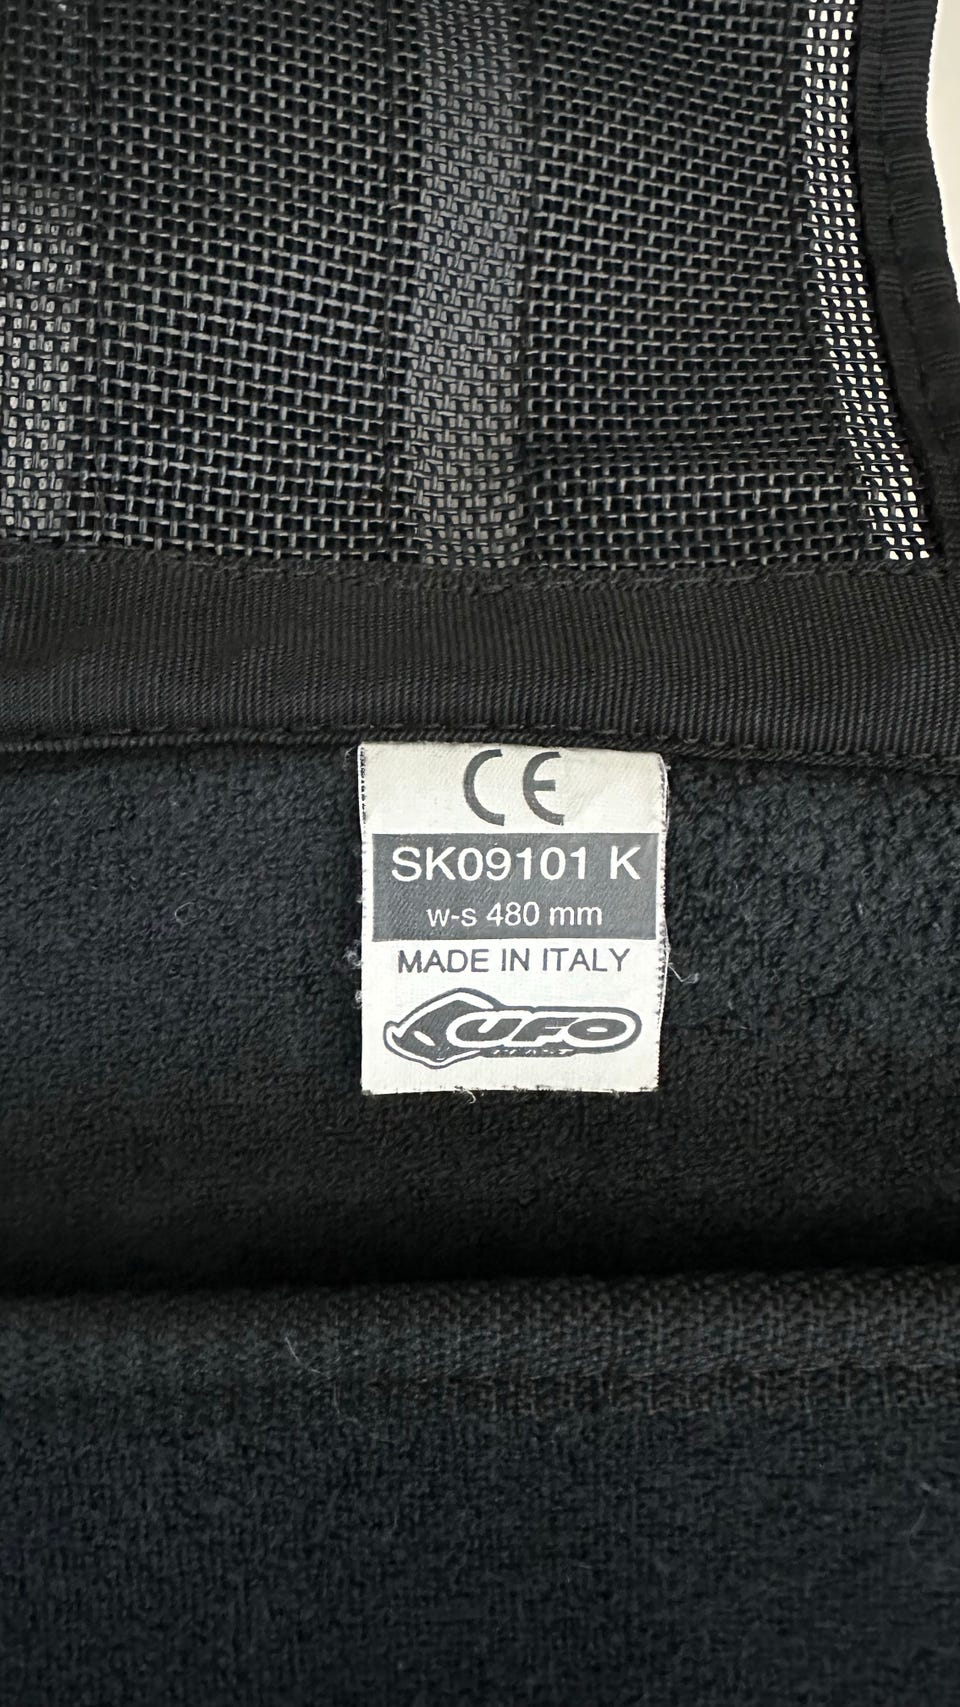 CE
SK09101 K
w-s 480 mm
MADE IN ITALY
UFO